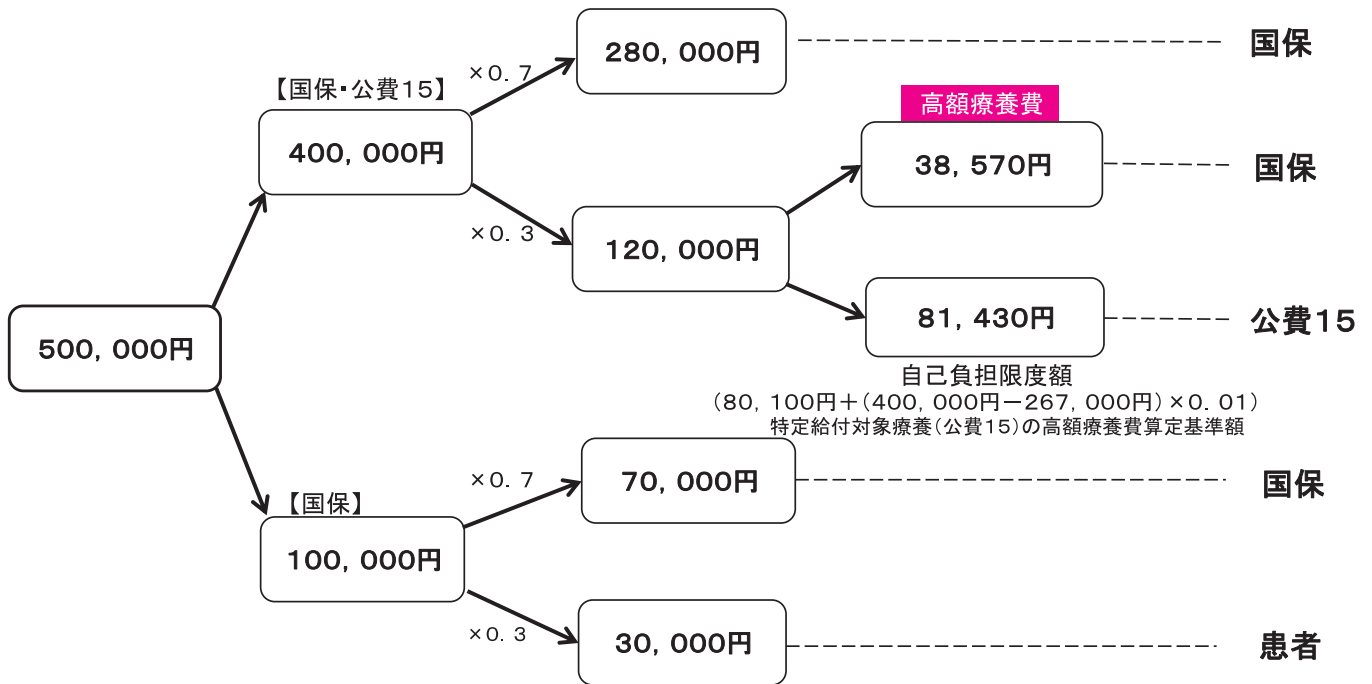 280, 000円
国保
×0. 7
【国保・公費15】
高額療養費
400, 000円
38, 570円
国保
×0. 3
120, 000円
81, 430円
公費15
500, 000円
自己負担限度額
(80, 100円+(400, 000円-267, 000円)×0. 01)
特定給付対象療養(公費15)の高額療養費算定基準額
×0. 7
70, 000円
国保
【国保】
100, 000円
×0. 3
30, 000円
患者